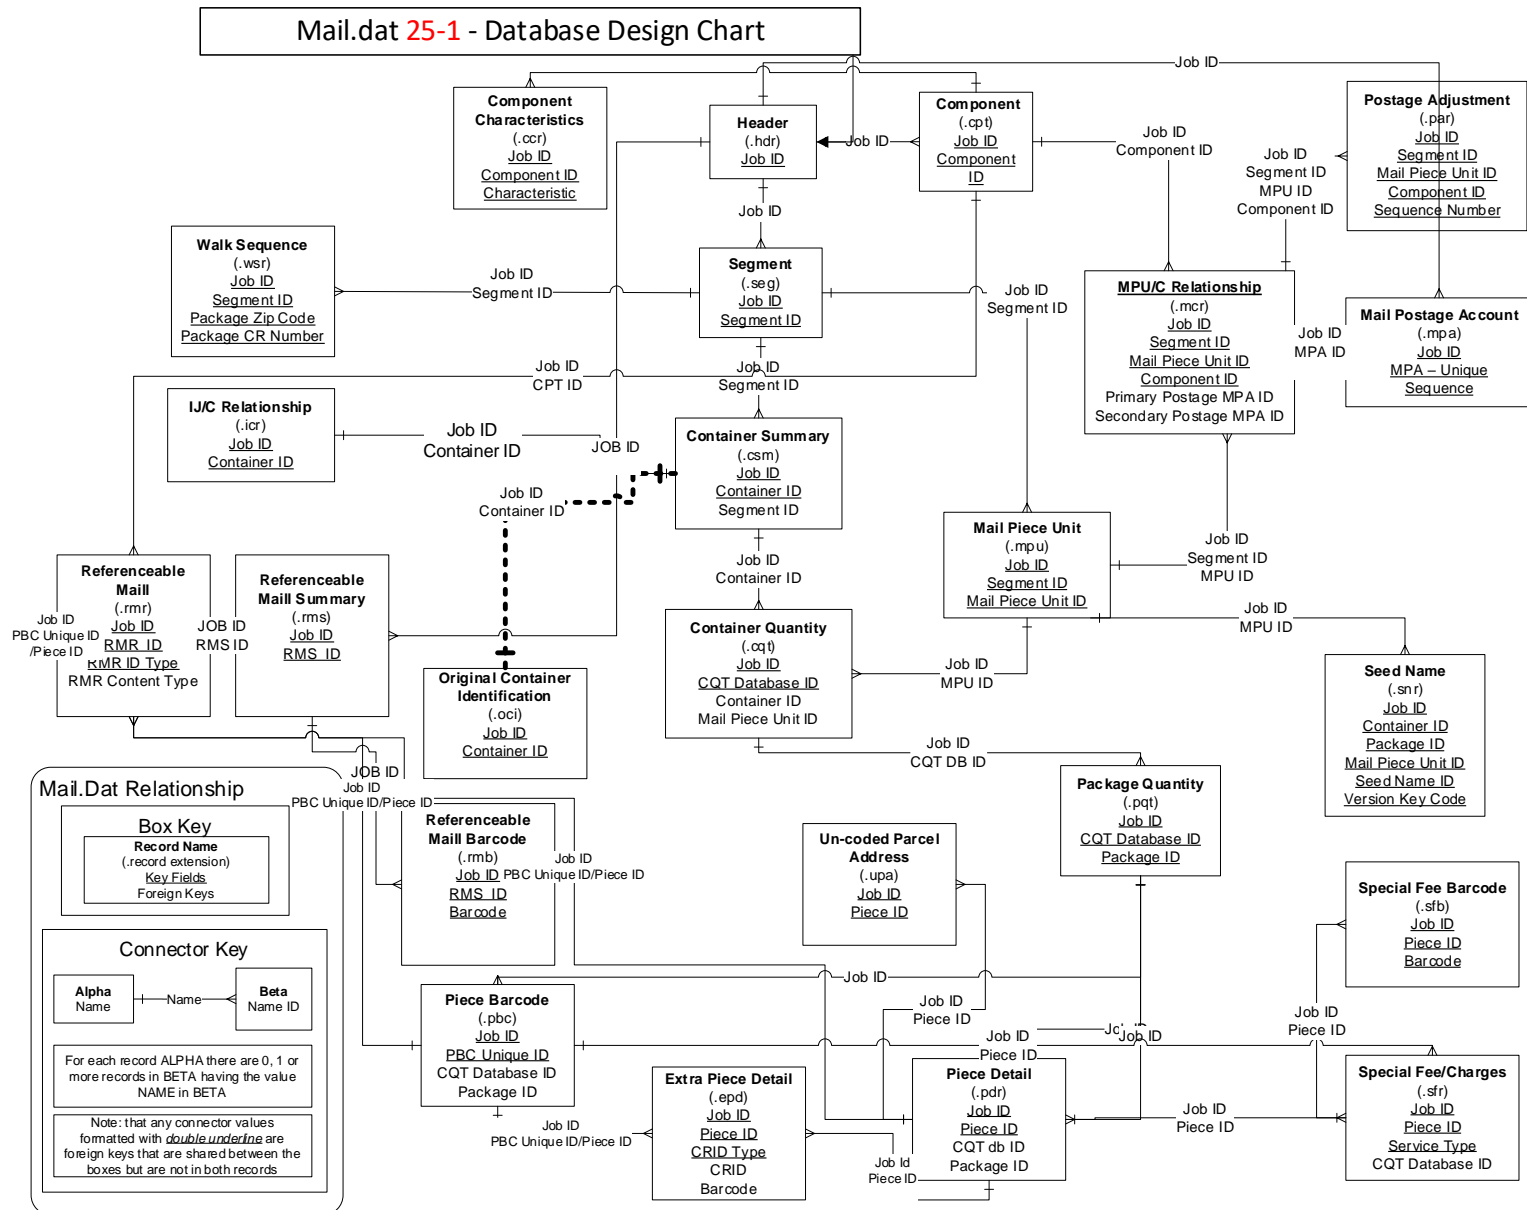 Mail.dat 25-1 - Database Design Chart
Job ID
Component
Characteristics
(.ccr)
Job ID
Component ID
Characteristic
Header
(.hdr)
Job ID
Job ID
Component
(.cpt)
Job ID
Component
ID
Job ID
Component ID
Job ID
Segment ID
MPU ID
Component ID
Postage Adjustment
(.par)
Job ID
Segment ID
Mail Piece Unit ID
Component ID
Sequence Number
Job ID
Walk Sequence
(.wsr)
Job ID
Segment ID
Package Zip Code
Package CR Number
Job ID
Segment ID
Segment
(.seg)
Job ID
Segment ID
Job ID
Segment ID
MPU/C Relationship
(.mcr)
Job ID
Segment ID
Mail Piece Unit ID
Component ID
Primary Postage MPA ID
Secondary Postage MPA ID
Job ID
MPA ID
Mail Postage Account
(.mpa)
Job ID
MPA – Unique
Sequence
Job ID
CPT ID
Job ID
Segment ID
IJ/C Relationship
(.icr)
Job ID
Container ID
Job ID
Container ID
JOB ID
Container Summary
(.csm)
Job ID
Container ID
Segment ID
Job ID
Container ID
Job ID
Container ID
Mail Piece Unit
(.mpu)
Job ID
Segment ID
Mail Piece Unit ID
Job ID
Segment ID
MPU ID
Job ID
MPU ID
Referenceable
Maill
(.rmr)
Job ID
RMR_ID
RMR ID Type
RMR Content Type
Job ID
PBC Unique ID
/Piece ID
JOB ID
RMS ID
Referenceable
Maill Summary
(.rms)
Job ID
RMS_ID
Original Container
Identification
(.oci)
Job ID
Container ID
Container Quantity
(.cqt)
Job ID
CQT Database ID
Container ID
Mail Piece Unit ID
Job ID
MPU ID
Seed Name
(.snr)
Job ID
Container ID
Package ID
Mail Piece Unit ID
Seed Name ID
Version Key Code
Job ID
CQT DB ID
Package Quantity
(.pqt)
Job ID
CQT Database ID
Package ID
JOB ID
Job ID
PBC Unique ID/Piece ID
Mail.Dat Relationship
Box Key
Record Name
(.record extension)
Key Fields
Foreign Keys
Connector Key
Alpha
Name
Name
Beta
Name ID
For each record ALPHA there are 0, 1 or
more records in BETA having the value
NAME in BETA
Note: that any connector values
formatted with double underline are
foreign keys that are shared between the
boxes but are not in both records
Referenceable
Maill Barcode
(.rmb)
Job ID
RMS_ID
Barcode
Job ID
PBC Unique ID/Piece ID
Un-coded Parcel
Address
(.upa)
Job ID
Piece ID
Special Fee Barcode
(.sfb)
Job ID
Piece ID
Barcode
Job ID
Piece Barcode
(.pbc)
Job ID
PBC Unique ID
CQT Database ID
Package ID
Job ID
Piece ID
Job ID
Piece ID
Job ID
Job ID
Job ID
Piece ID
Job ID
PBC Unique ID/Piece ID
Extra Piece Detail
(.epd)
Job ID
Piece ID
CRID Type
CRID
Barcode
Job Id
Piece ID
Piece Detail
(.pdr)
Job ID
Piece ID
CQT db ID
Package ID
Job ID
Piece ID
Special Fee/Charges
(.sfr)
Job ID
Piece ID
Service Type
CQT Database ID